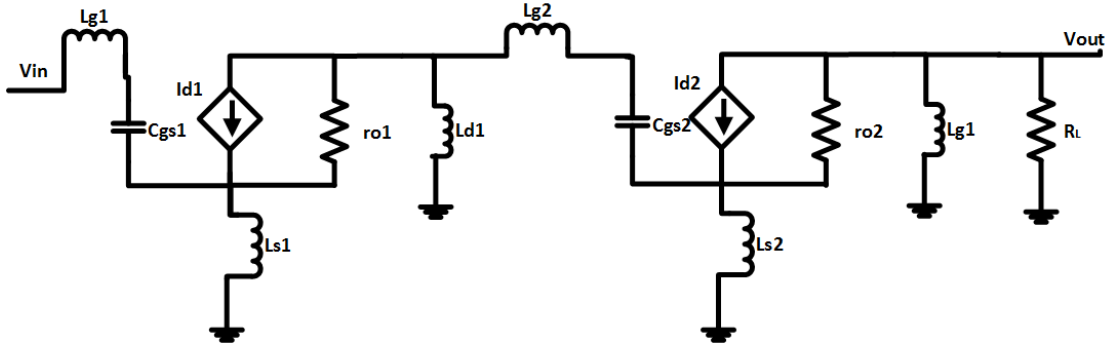 Lg1
Lg2
Vin
Vout
Id1
Id2
Cgs1
ro1
Ld1
Cgs2
ro2
Lg1
RL
Ls1
Ls2